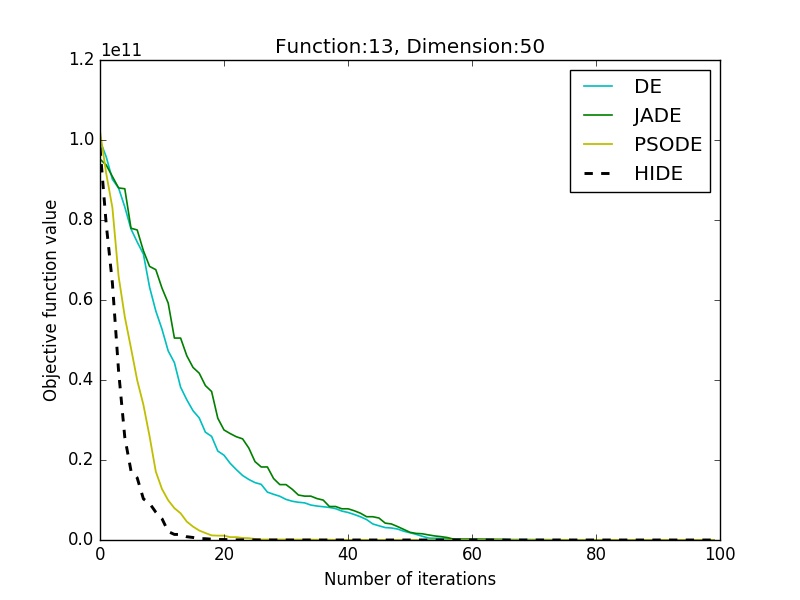 Function:13, Dimension:50
1e11
1.2
1.0
0.8
0.6
0.4
0.2
0.0
Objective function value
DE
JADE
PSODE
HIDE
0 20 40 60 80 100
Number of iterations